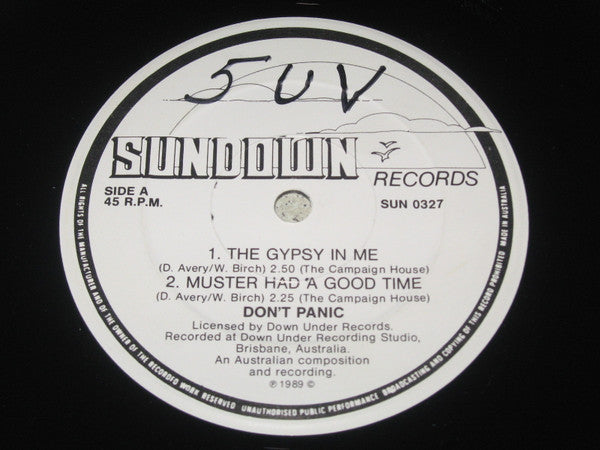 5UV
SUNDOWN
RECORDS
SIDE A
45 R.P.M.
SUN 0327
1. THE GYPSY IN ME
(D. Avery/W. Birch) 2.50 (The Campaign House)
2. MUSTER HAD A GOOD TIME
(D. Avery/W. Birch) 2.25 (The Campaign House)
DON'T PANIC
Licensed by Down Under Records.
Recorded at Down Under Recording Studio,
Brisbane, Australia.
An Australian composition
and recording.
℗ 1989 ©
ALL RIGHTS OF THE MANUFACTURER AND OF THE OWNER OF THE RECORDED WORK RESERVED UNAUTHORISED PUBLIC PERFORMANCE BROADCASTING AND COPYING OF THIS RECORD PROHIBITED MADE IN AUSTRALIA